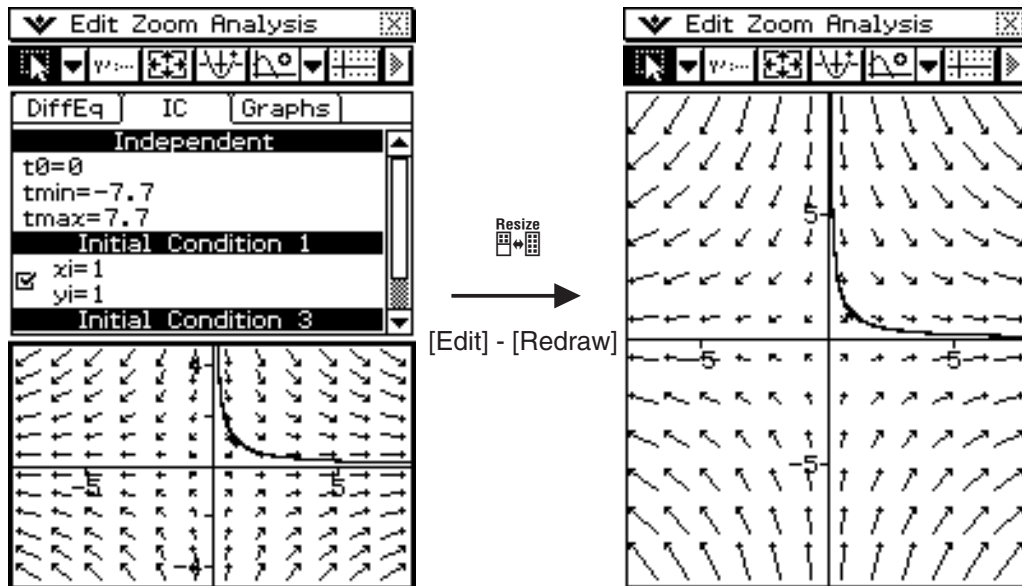 Edit Zoom Analysis
DiffEq IC Graphs
Independent
t0=0
tmin=-7.7
tmax=7.7
Initial Condition 1
xi=1
yi=1
Initial Condition 3
4
-5 5
-4
Resize
[Edit] - [Redraw]
Edit Zoom Analysis
5
-5 5
-5